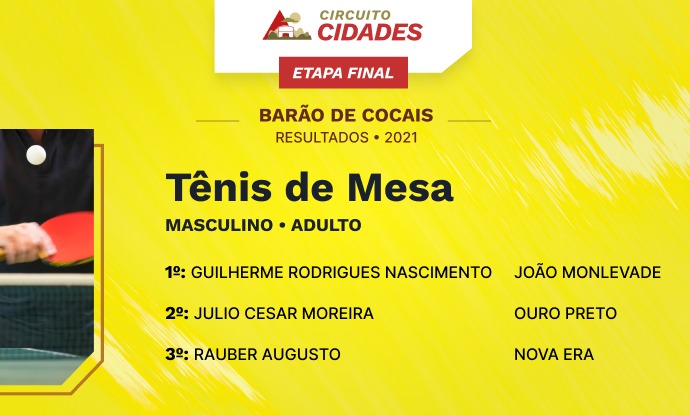 CIRCUITO
CIDADES
ETAPA FINAL
BARÃO DE COCAIS
RESULTADOS • 2021
Tênis de Mesa
MASCULINO • ADULTO
1º: GUILHERME RODRIGUES NASCIMENTO JOÃO MONLEVADE
2º: JULIO CESAR MOREIRA OURO PRETO
3º: RAUBER AUGUSTO NOVA ERA